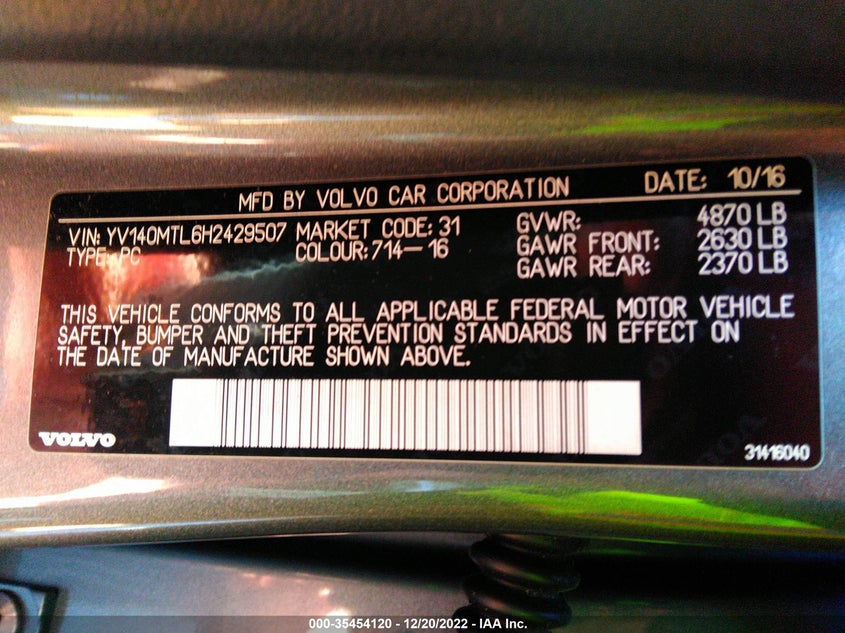 MFD BY VOLVO CAR CORPORATION DATE: 10/16
VIN: YV140MTL6H2429507 MARKET CODE: 31 GVWR: 4870 LB
TYPE: PC COLOUR: 714-16 GAWR FRONT: 2630 LB
GAWR REAR: 2370 LB
THIS VEHICLE CONFORMS TO ALL APPLICABLE FEDERAL MOTOR VEHICLE
SAFETY, BUMPER AND THEFT PREVENTION STANDARDS IN EFFECT ON
THE DATE OF MANUFACTURE SHOWN ABOVE.
VOLVO 31416040
000-35454120 - 12/20/2022 - IAA Inc.